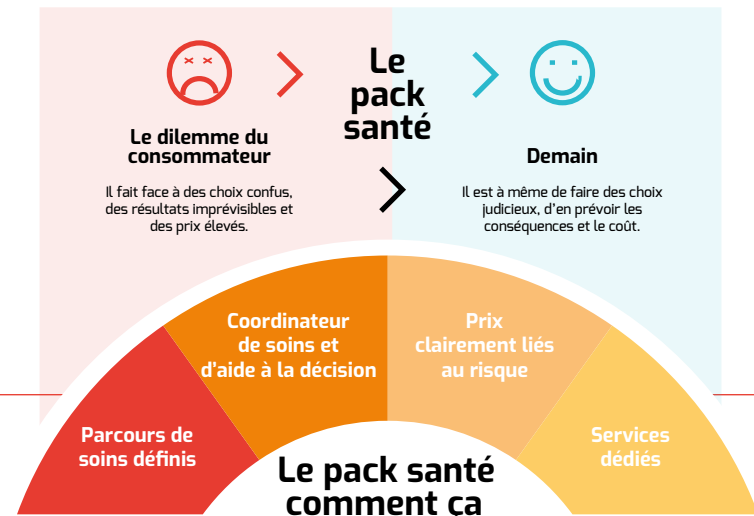 Le
pack
santé
Le dilemme du
consommateur
Il fait face à des choix confus,
des résultats imprévisibles et
des prix élevés.
Demain
Il est à même de faire des choix
judicieux, d’en prévoir les
conséquences et le coût.
Parcours de
soins définis
Coordinateur
de soins et
d’aide à la décision
Prix
clairement liés
au risque
Services
dédiés
Le pack santé
comment ça